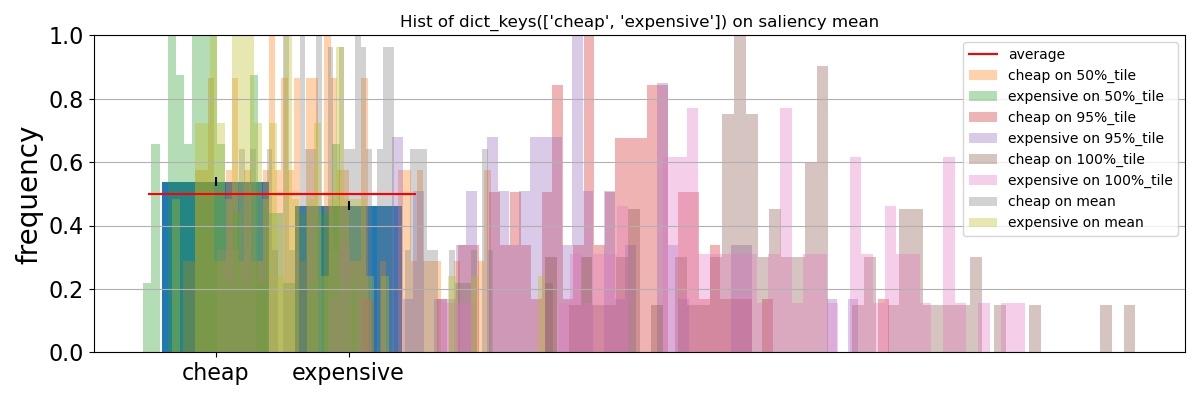 Hist of dict_keys(['cheap', 'expensive']) on saliency mean
frequency
1.0
0.8
0.6
0.4
0.2
0.0
cheap expensive
average
cheap on 50%_tile
expensive on 50%_tile
cheap on 95%_tile
expensive on 95%_tile
cheap on 100%_tile
expensive on 100%_tile
cheap on mean
expensive on mean